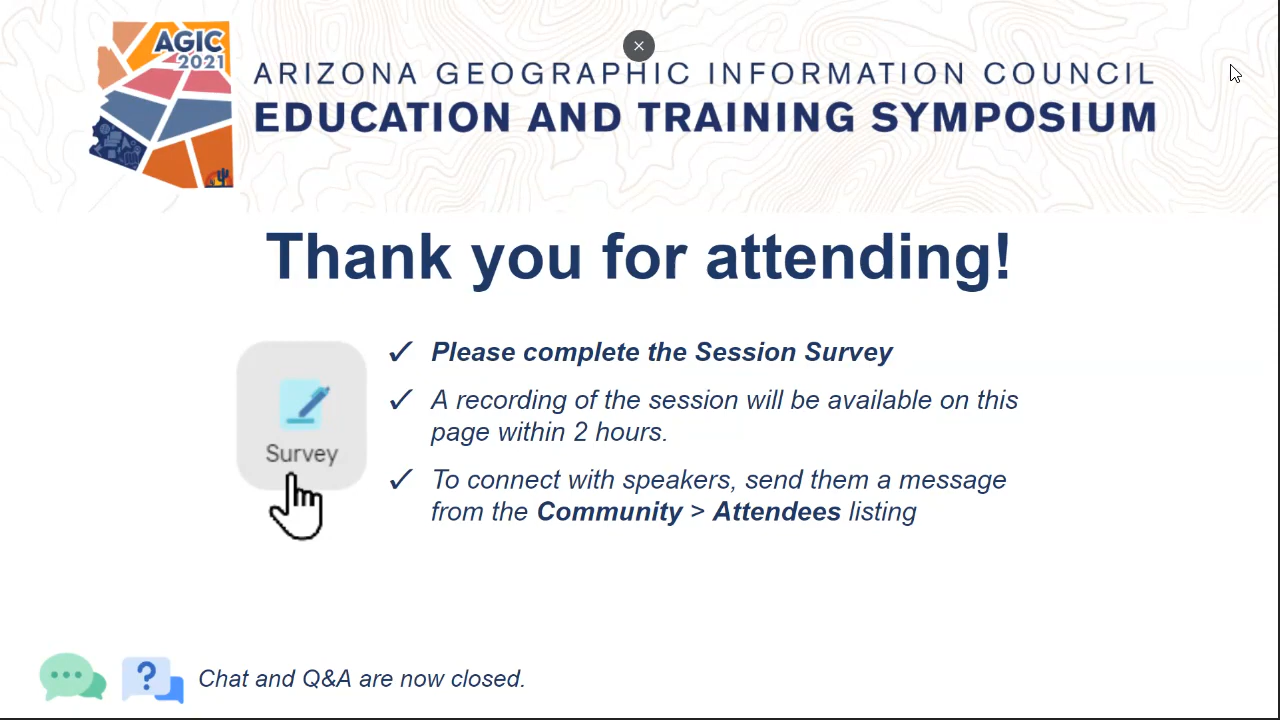 AGIC
2021
ARIZONA GEOGRAPHIC INFORMATION COUNCIL
EDUCATION AND TRAINING SYMPOSIUM
Thank you for attending!
Survey
✓ Please complete the Session Survey
✓ A recording of the session will be available on this
page within 2 hours.
✓ To connect with speakers, send them a message
from the Community > Attendees listing
Chat and Q&A are now closed.